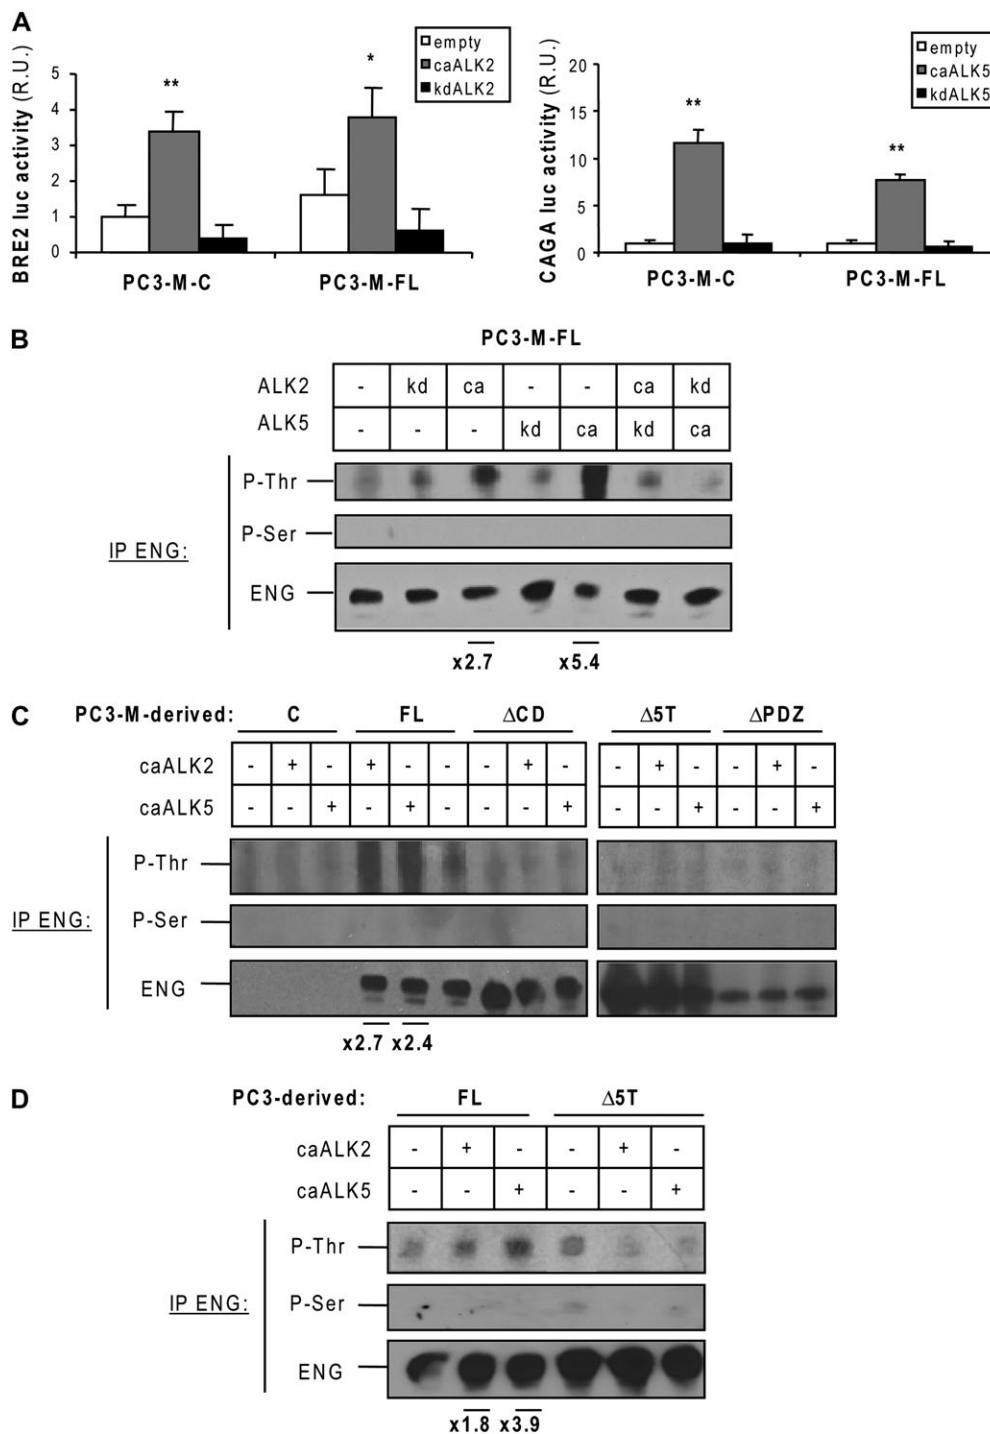 A
BRE2 luc activity (R.U.)
5
4
3
2
1
0
**
*
empty
caALK2
kdALK2
PC3-M-C PC3-M-FL
CAGA luc activity (R.U.)
20
15
10
5
0
**
**
empty
caALK5
kdALK5
PC3-M-C PC3-M-FL
B
PC3-M-FL
ALK2 - kd ca - - ca kd
ALK5 - - - kd ca kd ca
IP ENG:
P-Thr
P-Ser
ENG
x2.7 x5.4
C
PC3-M-derived: C FL ΔCD Δ5T ΔPDZ
caALK2 - + - + - - - + - - + - - + -
caALK5 - - + - + - - - + - - + - - +
IP ENG:
P-Thr
P-Ser
ENG
x2.7 x2.4
D
PC3-derived: FL Δ5T
caALK2 - + - - + -
caALK5 - - + - - +
IP ENG:
P-Thr
P-Ser
ENG
x1.8 x3.9